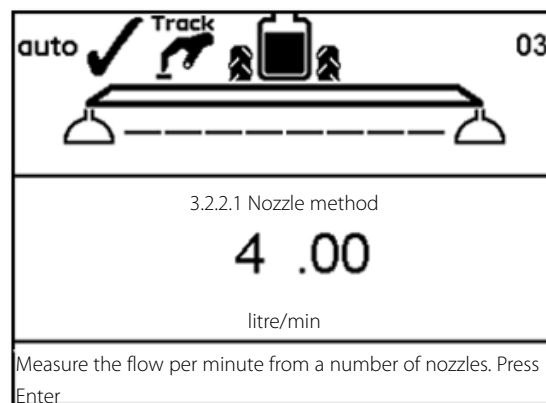 auto Track 03
3.2.2.1 Nozzle method
4 .00
litre/min
Measure the flow per minute from a number of nozzles. Press
Enter